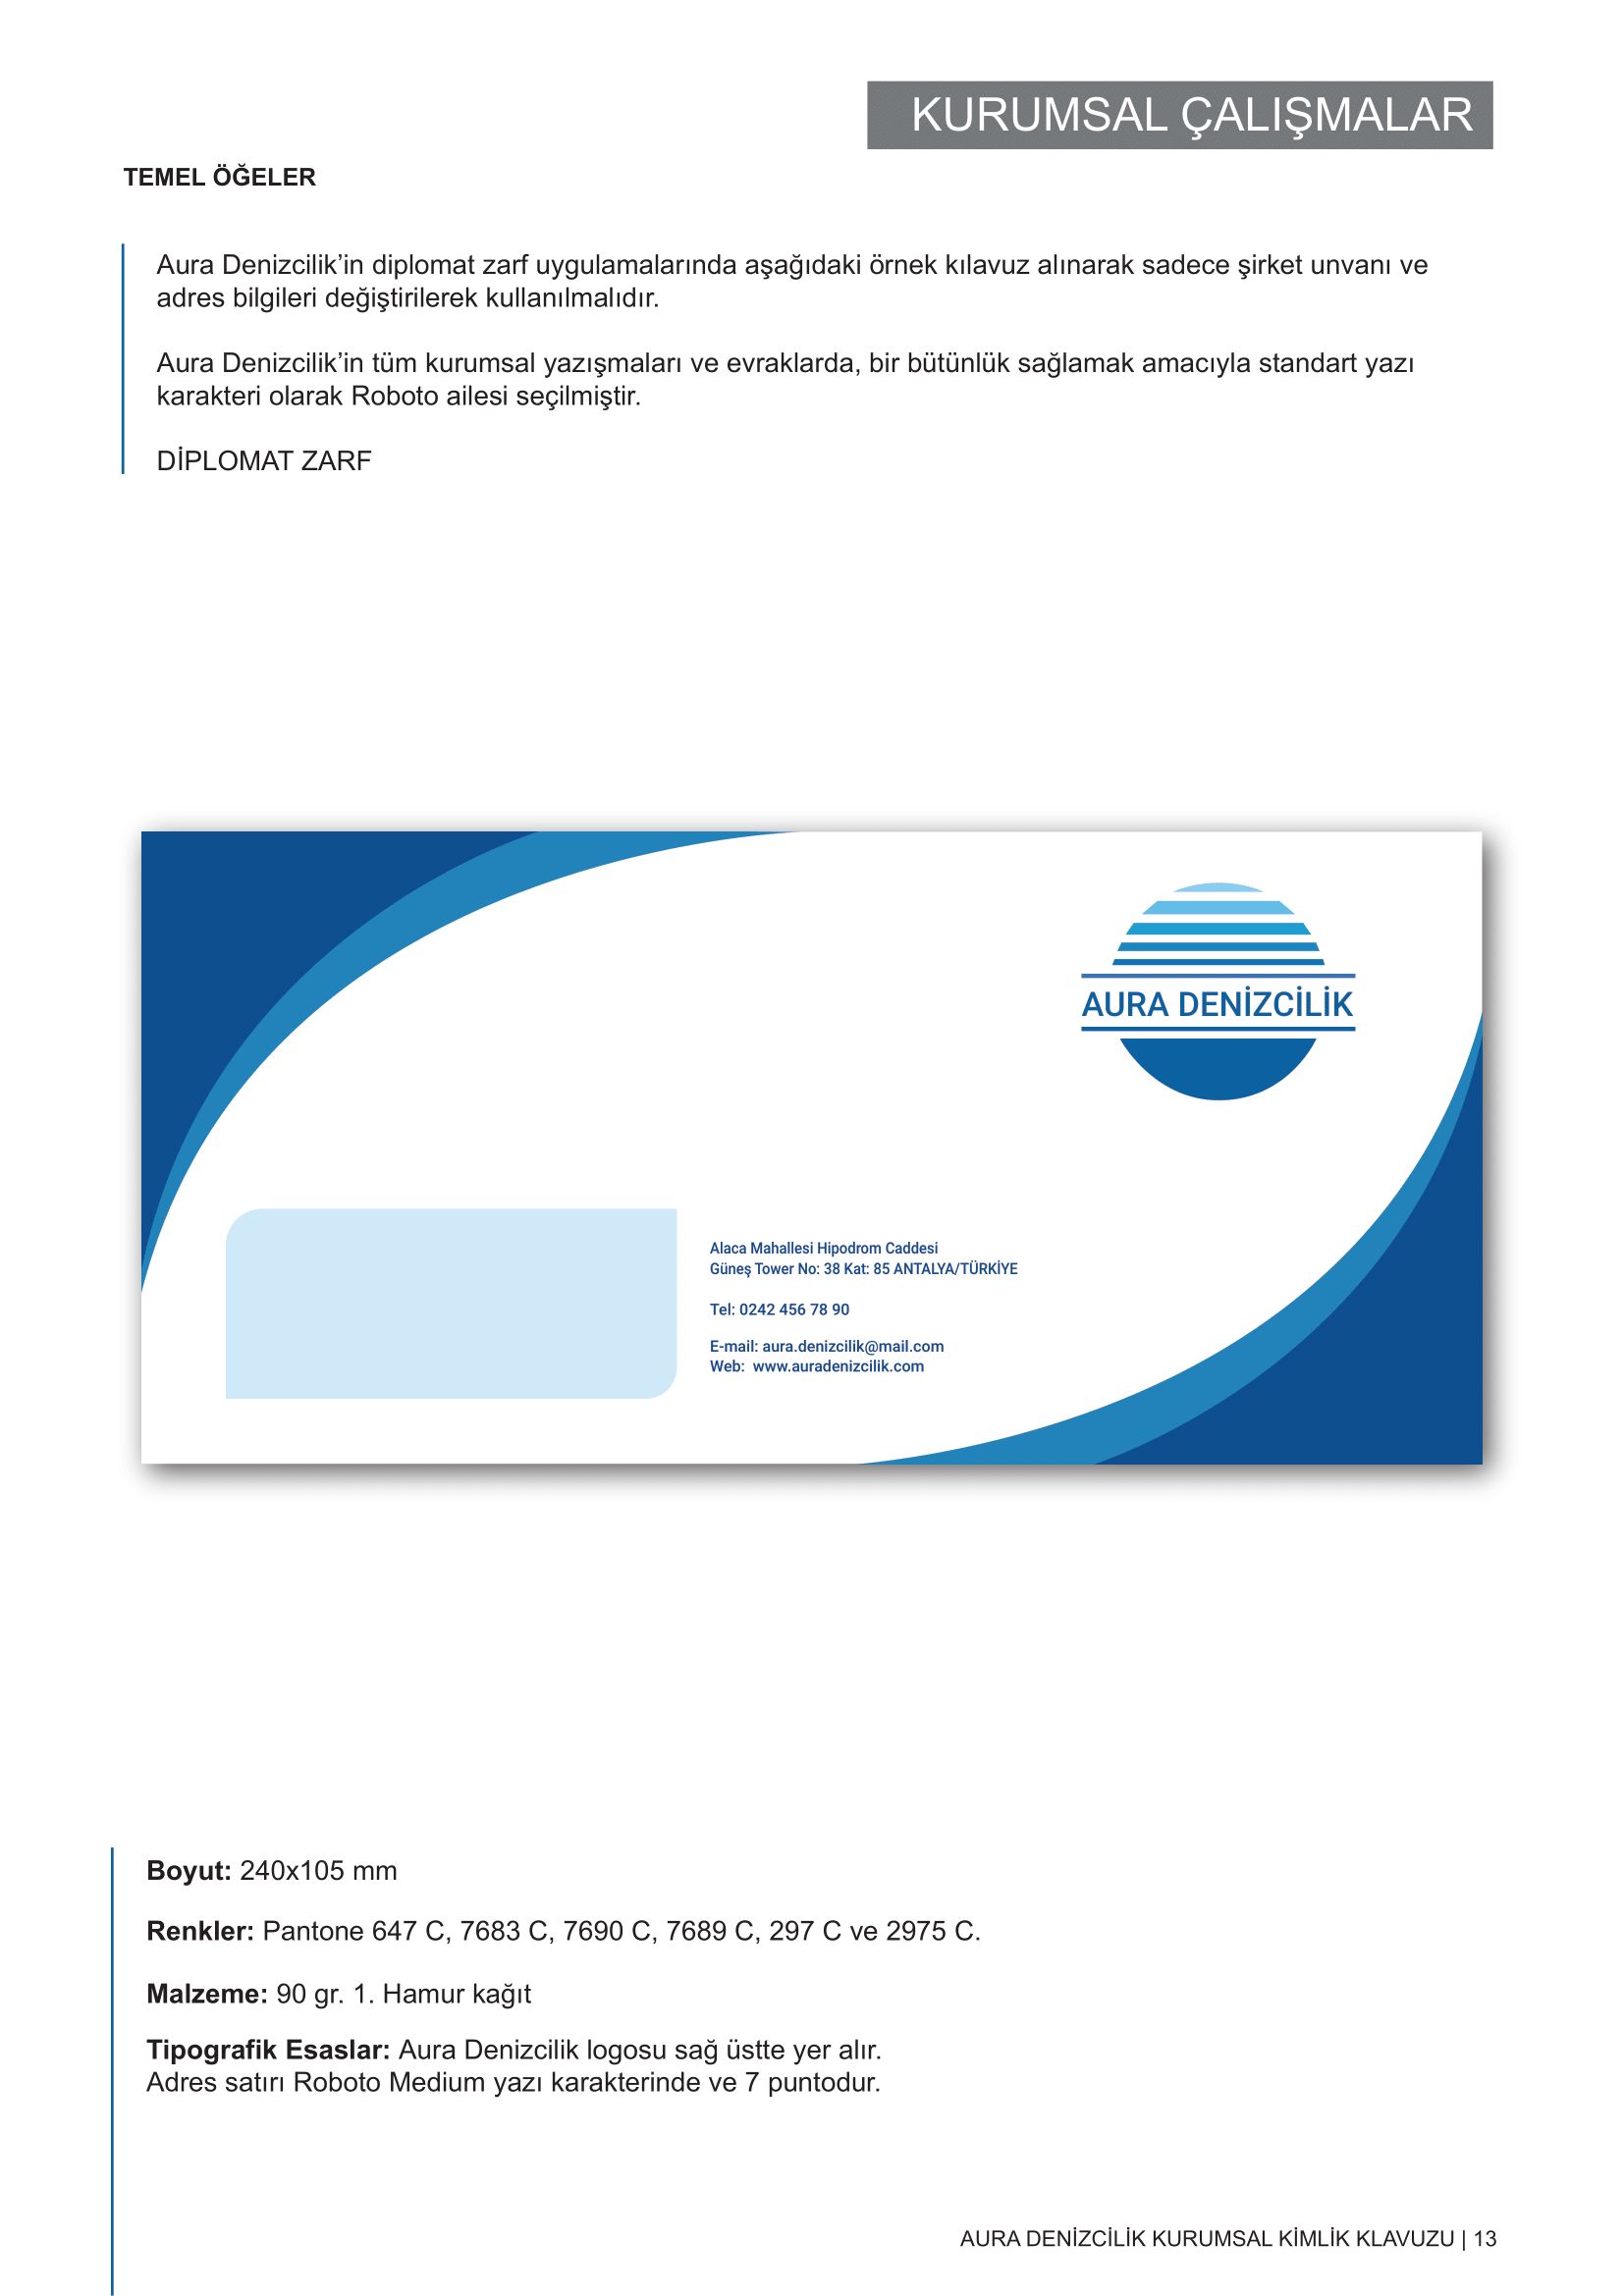 KURUMSAL ÇALIŞMALAR
TEMEL ÖĞELER
Aura Denizcilik’in diplomat zarf uygulamalarında aşağıdaki örnek kılavuz alınarak sadece şirket unvanı ve
adres bilgileri değiştirilerek kullanılmalıdır.
Aura Denizcilik’in tüm kurumsal yazışmaları ve evraklarda, bir bütünlük sağlamak amacıyla standart yazı
karakteri olarak Roboto ailesi seçilmiştir.
DİPLOMAT ZARF
AURA DENİZCİLİK
Alaca Mahallesi Hipodrom Caddesi
Güneş Tower No: 38 Kat: 85 ANTALYA/TÜRKİYE
Tel: 0242 456 78 90
E-mail: aura.denizcilik@mail.com
Web: www.auradenizcilik.com
Boyut: 240x105 mm
Renkler: Pantone 647 C, 7683 C, 7690 C, 7689 C, 297 C ve 2975 C.
Malzeme: 90 gr. 1. Hamur kağıt
Tipografik Esaslar: Aura Denizcilik logosu sağ üstte yer alır.
Adres satırı Roboto Medium yazı karakterinde ve 7 puntodur.
AURA DENİZCİLİK KURUMSAL KİMLİK KLAVUZU | 13